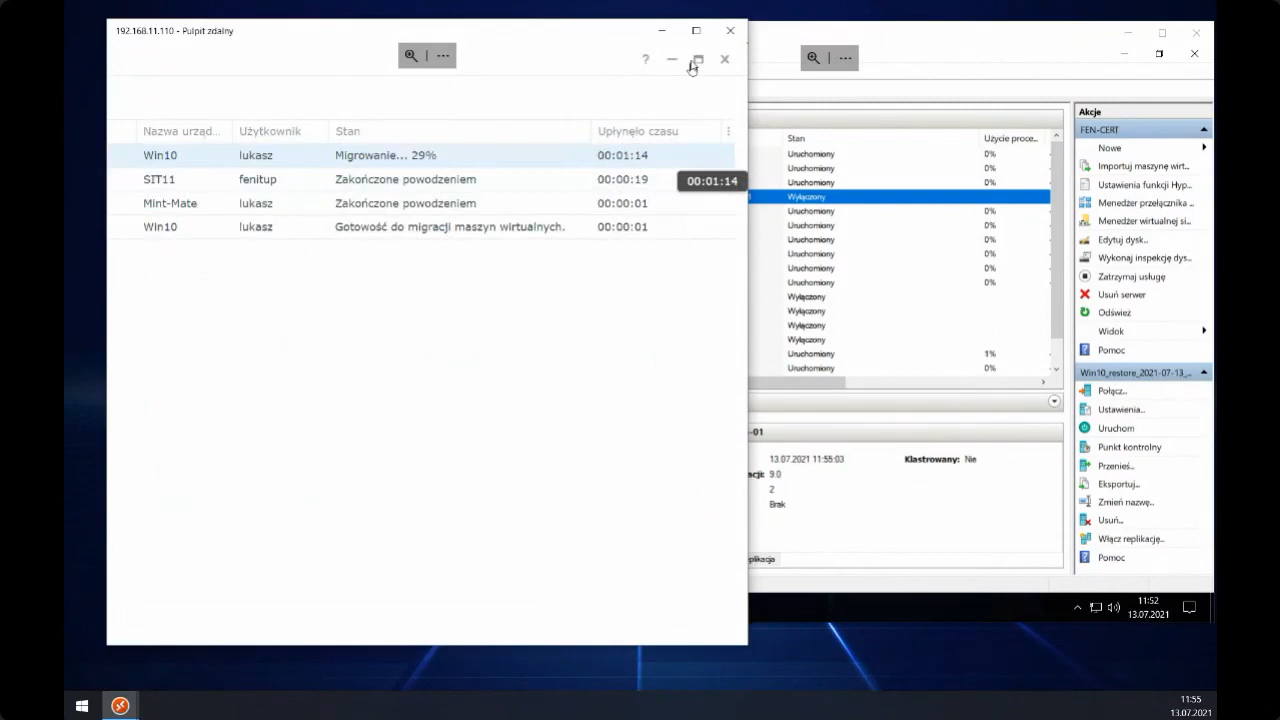 192.168.11.110 - Pulpit zdalny
Nazwa urząd... Użytkownik Stan Upłynęło czasu
Win10 lukasz Migrowanie... 29% 00:01:14
SIT11 fenitup Zakończone powodzeniem 00:00:19
00:01:14
Mint-Mate lukasz Zakończone powodzeniem 00:00:01
Win10 lukasz Gotowość do migracji maszyn wirtualnych. 00:00:01
Stan Użycie proce...
Uruchomiony 0%
Uruchomiony 0%
Uruchomiony 0%
Wyłączony
Uruchomiony 0%
Uruchomiony 0%
Uruchomiony 0%
Uruchomiony 0%
Uruchomiony 0%
Uruchomiony 0%
Wyłączony
Wyłączony
Wyłączony
Wyłączony
Uruchomiony 1%
Uruchomiony 0%
-01
13.07.2021 11:55:03 Klastrowany: Nie
acji: 9.0
2
Brak
eplikacja
Akcje
FEN-CERT
Nowe
Importuj maszynę wirt...
Ustawienia funkcji Hyp...
Menedżer przełącznika ...
Menedżer wirtualnej si...
Edytuj dysk...
Wykonaj inspekcję dys...
Zatrzymaj usługę
Usuń serwer
Odśwież
Widok
Pomoc
Win10_restore_2021-07-13_...
Połącz...
Ustawienia...
Uruchom
Punkt kontrolny
Przenieś...
Eksportuj...
Zmień nazwę...
Usuń...
Włącz replikację...
Pomoc
11:52
13.07.2021
11:55
13.07.2021